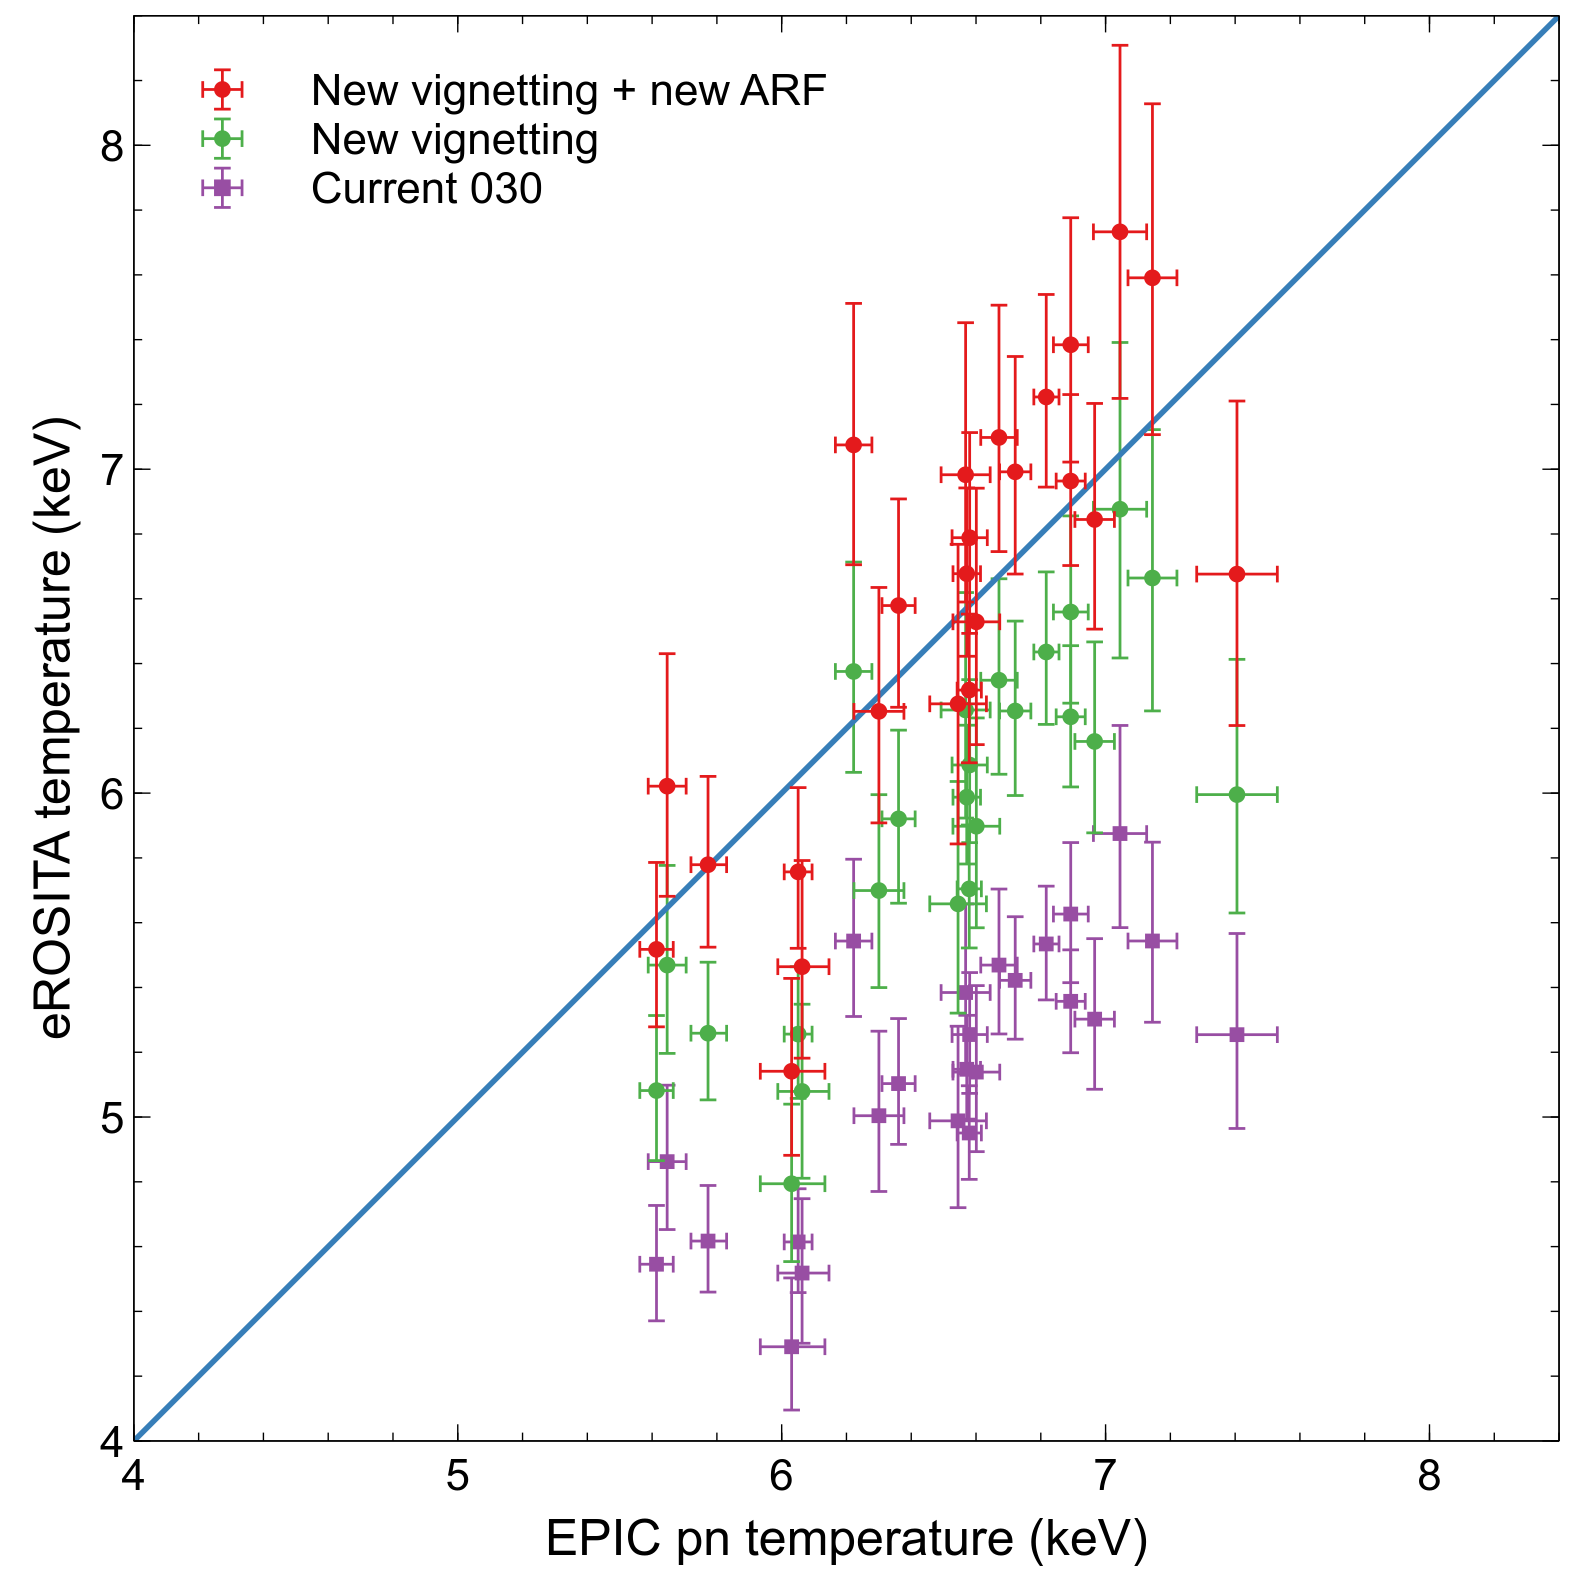 New vignetting + new ARF
New vignetting
Current 030
8
7
6
5
4
4 5 6 7 8
EPIC pn temperature (keV)
eROSITA temperature (keV)